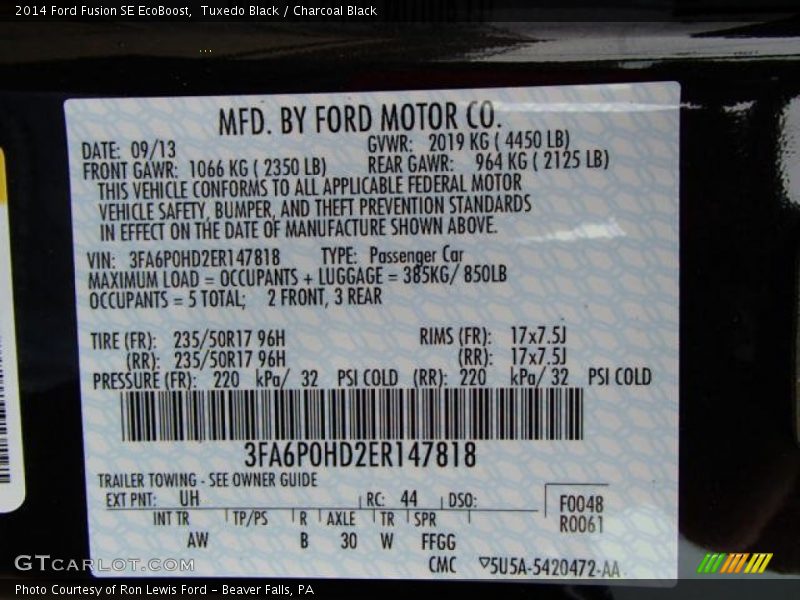 2014 Ford Fusion SE EcoBoost, Tuxedo Black / Charcoal Black
MFD. BY FORD MOTOR CO.
DATE: 09/13 GVWR: 2019 KG ( 4450 LB)
FRONT GAWR: 1066 KG ( 2350 LB) REAR GAWR: 964 KG ( 2125 LB)
THIS VEHICLE CONFORMS TO ALL APPLICABLE FEDERAL MOTOR
VEHICLE SAFETY, BUMPER, AND THEFT PREVENTION STANDARDS
IN EFFECT ON THE DATE OF MANUFACTURE SHOWN ABOVE.
VIN: 3FA6P0HD2ER147818 TYPE: Passenger Car
MAXIMUM LOAD = OCCUPANTS + LUGGAGE = 385KG/ 850LB
OCCUPANTS = 5 TOTAL; 2 FRONT, 3 REAR
TIRE (FR): 235/50R17 96H RIMS (FR): 17x7.5J
(RR): 235/50R17 96H (RR): 17x7.5J
PRESSURE (FR): 220 kPa/ 32 PSI COLD (RR): 220 kPa/ 32 PSI COLD
3FA6P0HD2ER147818
TRAILER TOWING - SEE OWNER GUIDE
EXT PNT: UH RC: 44 DSO: F0048
R0061
INT TR TP/PS R AXLE TR SPR
AW B 30 W FFGG
CMC ▽5U5A-5420472-AA
GTCARLOT.COM
Photo Courtesy of Ron Lewis Ford - Beaver Falls, PA